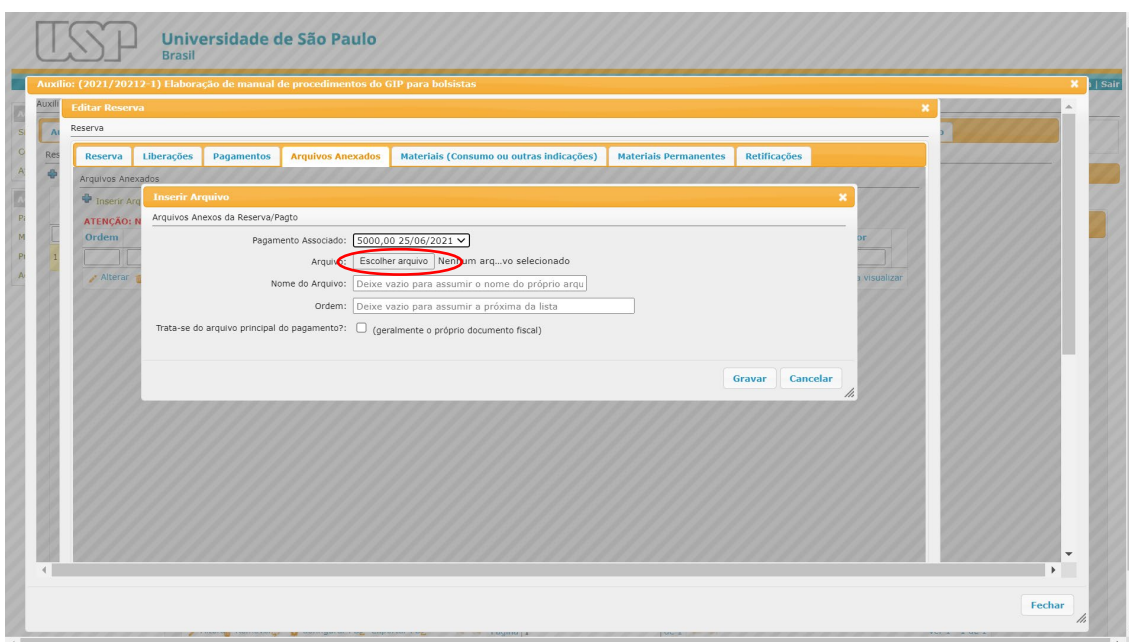 USP Universidade de São Paulo
Brasil
| Sair
Auxílio: (2021/20212-1) Elaboração de manual de procedimentos do GIP para bolsistas
Editar Reserva
Reserva
Reserva Liberações Pagamentos Arquivos Anexados Materiais (Consumo ou outras indicações) Materiais Permanentes Retificações
Arquivos Anexados
Inserir Arquivo
Arquivos Anexos da Reserva/Pagto
ATENÇÃO:
Ordem
Pagamento Associado: 5000,00 25/06/2021
Arquivo: Escolher arquivo Nenhum arq...vo selecionado
1
Alterar
visualizar
Nome do Arquivo: Deixe vazio para assumir o nome do próprio arqu
Ordem: Deixe vazio para assumir a próxima da lista
Trata-se do arquivo principal do pagamento?: (geralmente o próprio documento fiscal)
Gravar Cancelar
Fechar